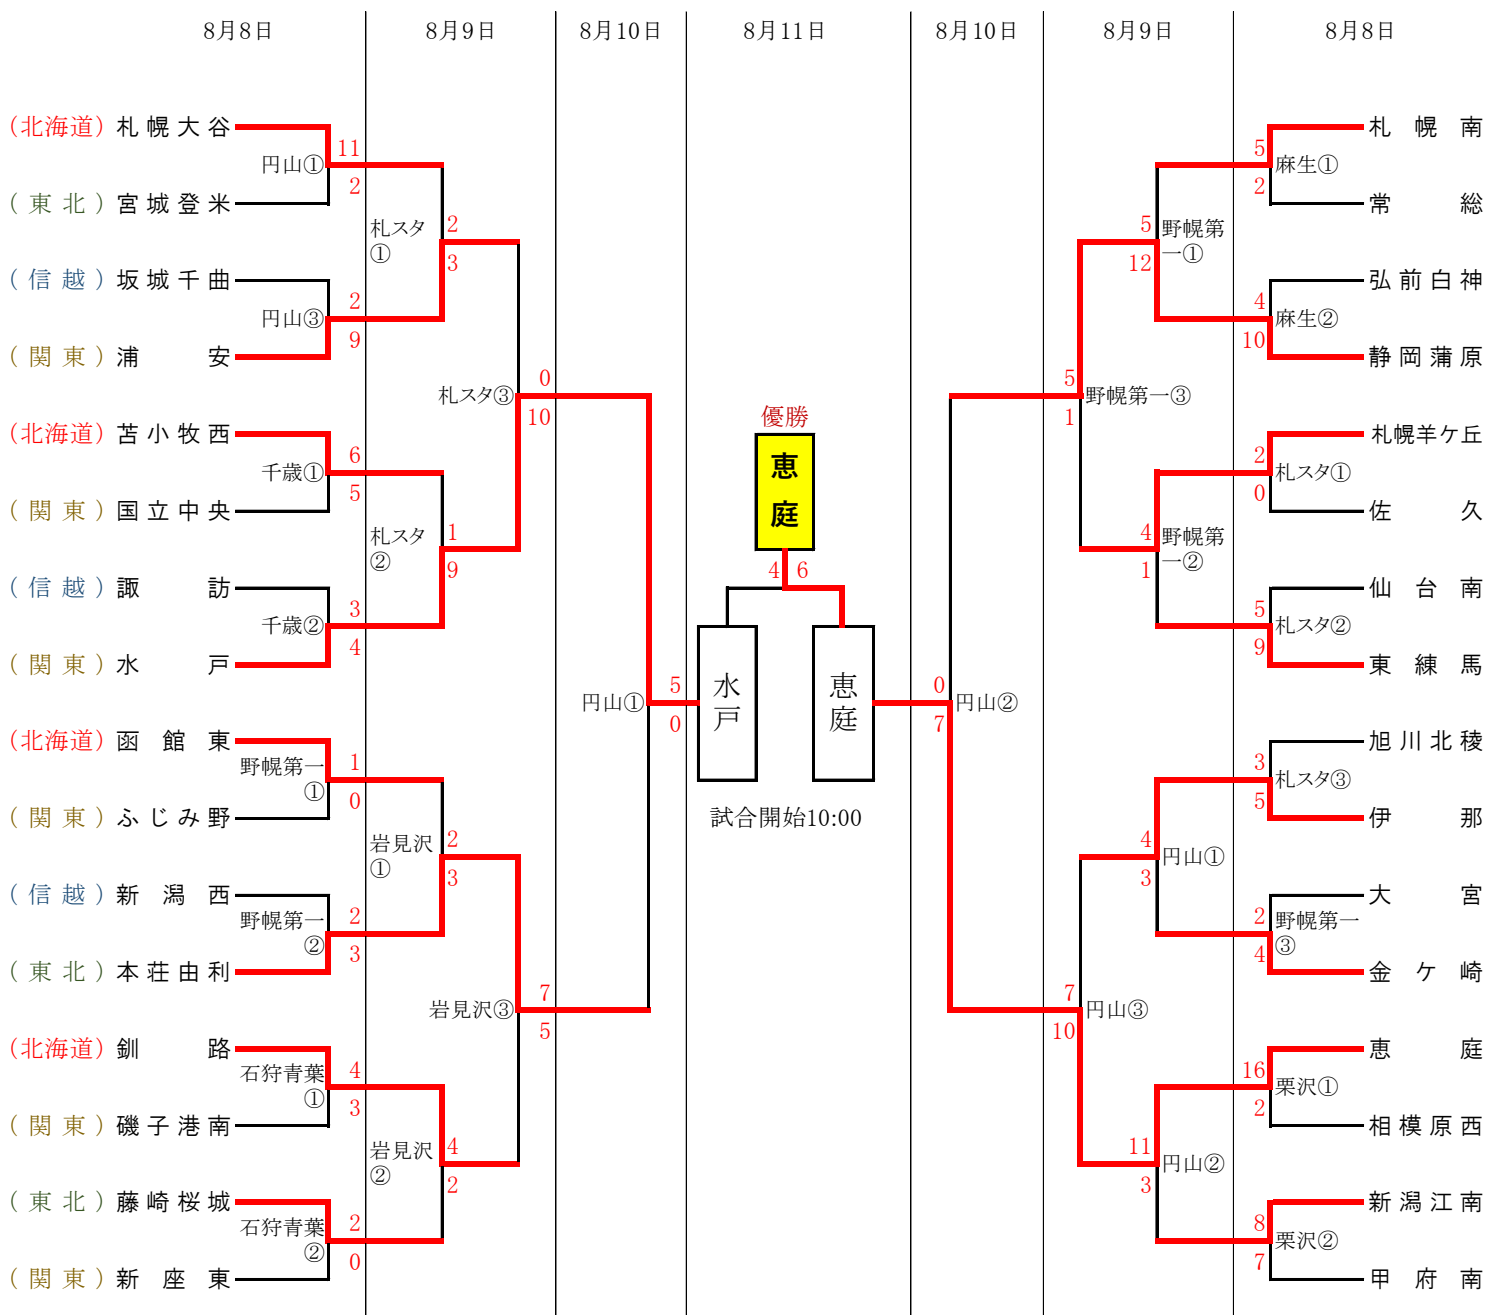 8月8日 8月9日 8月10日 8月11日 8月10日 8月9日 8月8日
(北海道) 札幌大谷
11
円山①
2
(東北) 宮城登米
札スタ
①
2
3
(信越) 坂城千曲
2
円山③
9
(関東) 浦安
札スタ③
0
10
(北海道) 苫小牧西
6
千歳①
5
(関東) 国立中央
札スタ
②
1
9
(信越) 諏訪
3
千歳②
4
(関東) 水戸
円山①
5
0
(北海道) 函館東
野幌第一
①
1
0
(関東) ふじみ野
岩見沢
①
2
3
(信越) 新潟西
野幌第一
②
2
3
(東北) 本荘由利
岩見沢③
7
5
(北海道) 釧路
石狩青葉
①
4
3
(関東) 磯子港南
岩見沢
②
4
2
(東北) 藤崎桜城
石狩青葉
②
2
0
(関東) 新座東
優勝
恵庭
4 6
水戸
恵庭
試合開始10:00
札幌南
5
麻生①
2
常総
5
野幌第
一①
12
弘前白神
4
麻生②
10
静岡蒲原
5
野幌第一③
1
札幌羊ケ丘
2
札スタ①
0
佐久
4
野幌第
一②
1
仙台南
5
札スタ②
9
東練馬
0
円山②
7
旭川北稜
3
札スタ③
5
伊那
4
円山①
3
大宮
2
野幌第一
③
4
金ケ崎
7
円山③
10
恵庭
16
栗沢①
2
相模原西
11
円山②
3
新潟江南
8
栗沢②
7
甲府南